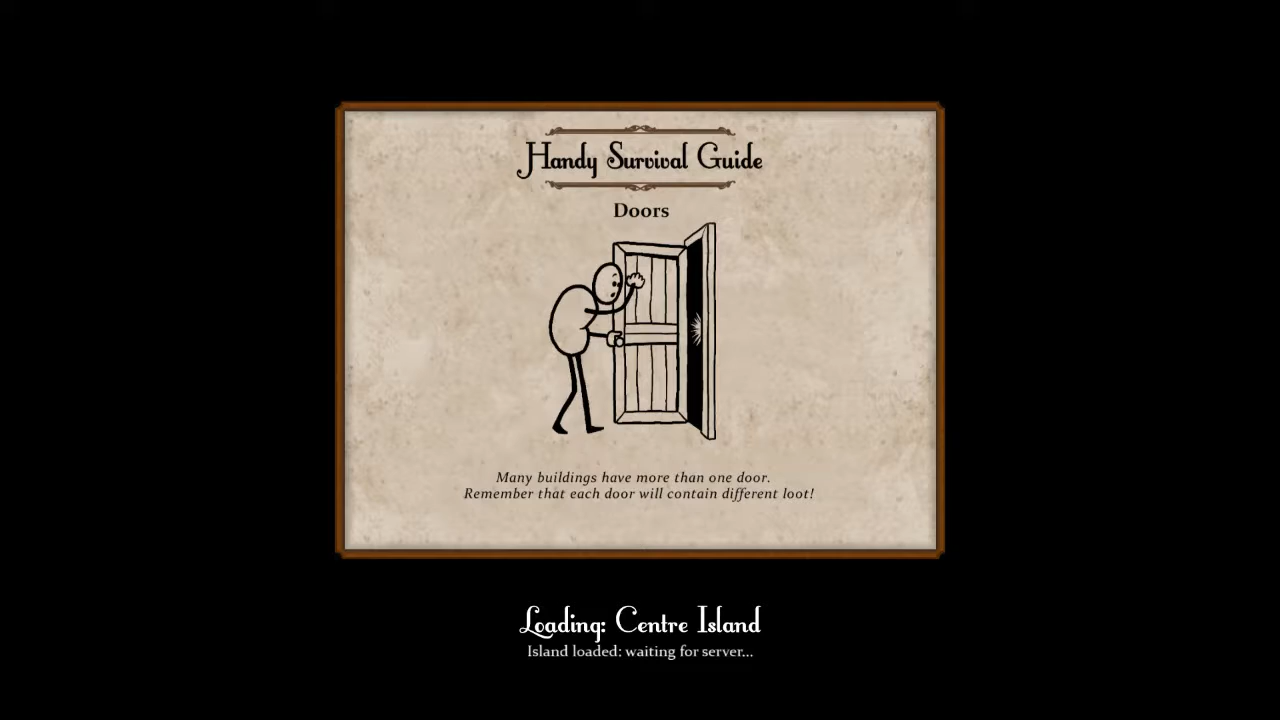 Handy Survival Guide
Doors
Many buildings have more than one door.
Remember that each door will contain different loot!
Loading: Centre Island
Island loaded: waiting for server...